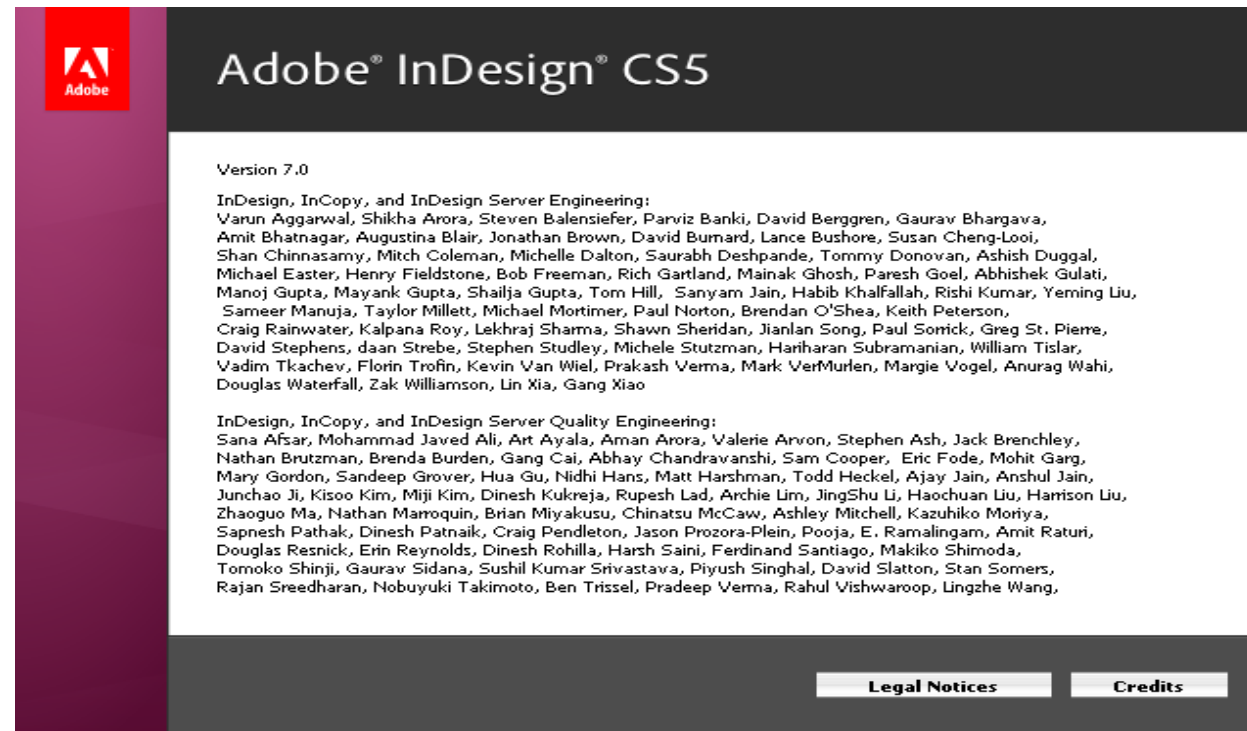 Adobe
Adobe® InDesign® CS5
Version 7.0
InDesign, InCopy, and InDesign Server Engineering:
Varun Aggarwal, Shikha Arora, Steven Balensiefer, Parviz Banki, David Berggren, Gaurav Bhargava,
Amit Bhatnagar, Augustina Blair, Jonathan Brown, David Burnard, Lance Bushore, Susan Cheng-Looi,
Shan Chinnasamy, Mitch Coleman, Michelle Dalton, Saurabh Deshpande, Tommy Donovan, Ashish Duggal,
Michael Easter, Henry Fieldstone, Bob Freeman, Rich Gartland, Mainak Ghosh, Paresh Goel, Abhishek Gulati,
Manoj Gupta, Mayank Gupta, Shailja Gupta, Tom Hill, Sanyam Jain, Habib Khalfallah, Rishi Kumar, Yeming Liu,
Sameer Manuja, Taylor Millett, Michael Mortimer, Paul Norton, Brendan O'Shea, Keith Peterson,
Craig Rainwater, Kalpana Roy, Lekhraj Sharma, Shawn Sheridan, Jianlan Song, Paul Sorrick, Greg St. Pierre,
David Stephens, daan Strebe, Stephen Studley, Michele Stutzman, Hariharan Subramanian, William Tislar,
Vadim Tkachev, Florin Trofin, Kevin Van Wiel, Prakash Verma, Mark VerMurlen, Margie Vogel, Anurag Wahi,
Douglas Waterfall, Zak Williamson, Lin Xia, Gang Xiao
InDesign, InCopy, and InDesign Server Quality Engineering:
Sana Afsar, Mohammad Javed Ali, Art Ayala, Aman Arora, Valerie Arvon, Stephen Ash, Jack Brenchley,
Nathan Brutzman, Brenda Burden, Gang Cai, Abhay Chandravanshi, Sam Cooper, Eric Fode, Mohit Garg,
Mary Gordon, Sandeep Grover, Hua Gu, Nidhi Hans, Matt Harshman, Todd Heckel, Ajay Jain, Anshul Jain,
Junchao Ji, Kisoo Kim, Miji Kim, Dinesh Kukreja, Rupesh Lad, Archie Lim, JingShu Li, Haochuan Liu, Harrison Liu,
Zhaoguo Ma, Nathan Marroquin, Brian Miyakusu, Chinatsu McCaw, Ashley Mitchell, Kazuhiko Moriya,
Sapnesh Pathak, Dinesh Patnaik, Craig Pendleton, Jason Prozora-Plein, Pooja, E. Ramalingam, Amit Raturi,
Douglas Resnick, Erin Reynolds, Dinesh Rohilla, Harsh Saini, Ferdinand Santiago, Makiko Shimoda,
Tomoko Shinji, Gaurav Sidana, Sushil Kumar Srivastava, Piyush Singhal, David Slatton, Stan Somers,
Rajan Sreedharan, Nobuyuki Takimoto, Ben Trissel, Pradeep Verma, Rahul Vishwaroop, Lingzhe Wang,
Legal Notices
Credits